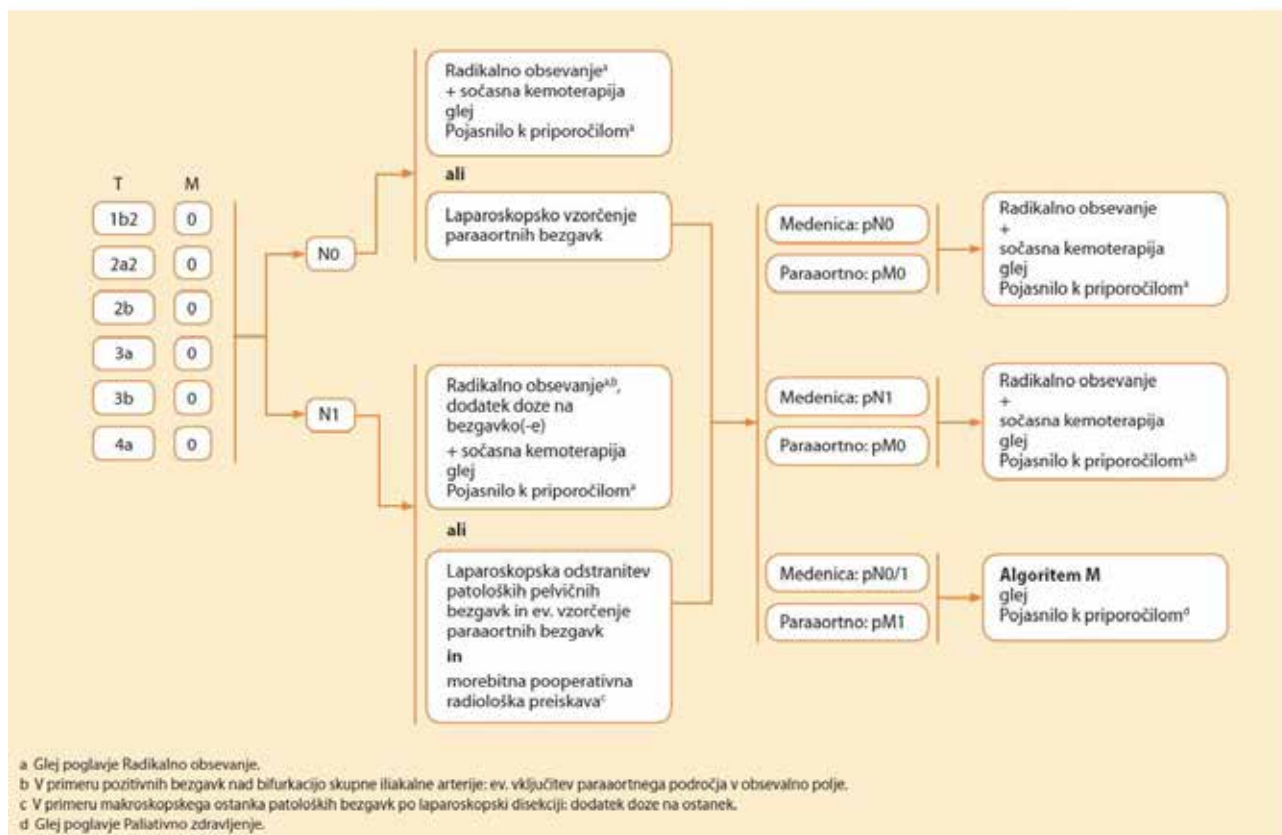 T M
1b2 0
2a2 0
2b 0
3a 0
3b 0
4a 0
N0
N1
Radikalno obsevanjeᵃ
+ sočasna kemoterapija
glej
Pojasnilo k priporočilomᵃ
ali
Laparoskopsko vzorčenje
paraaortnih bezgavk
Radikalno obsevanjeᵃ,ᵇ,
dodatek doze na
bezgavko(-e)
+ sočasna kemoterapija
glej
Pojasnilo k priporočilomᵃ
ali
Laparoskopska odstranitev
patoloških pelvičnih
bezgavk in ev. vzorčenje
paraaortnih bezgavk
in
morebitna pooperativna
radiološka preiskavaᶜ
Medenica: pN0
Paraaortno: pM0
Radikalno obsevanje
+
sočasna kemoterapija
glej
Pojasnilo k priporočilomᵃ
Medenica: pN1
Paraaortno: pM0
Radikalno obsevanje
+
sočasna kemoterapija
glej
Pojasnilo k priporočilomᵃ,ᵇ
Medenica: pN0/1
Paraaortno: pM1
Algoritem M
glej
Pojasnilo k priporočilomᵈ
a Glej poglavje Radikalno obsevanje.
b V primeru pozitivnih bezgavk nad bifurkacijo skupne iliakalne arterije: ev. vključitev paraaortnega področja v obsevalno polje.
c V primeru makroskopskega ostanka patoloških bezgavk po laparoskopski disekciji: dodatek doze na ostanek.
d Glej poglavje Paliativno zdravljenje.